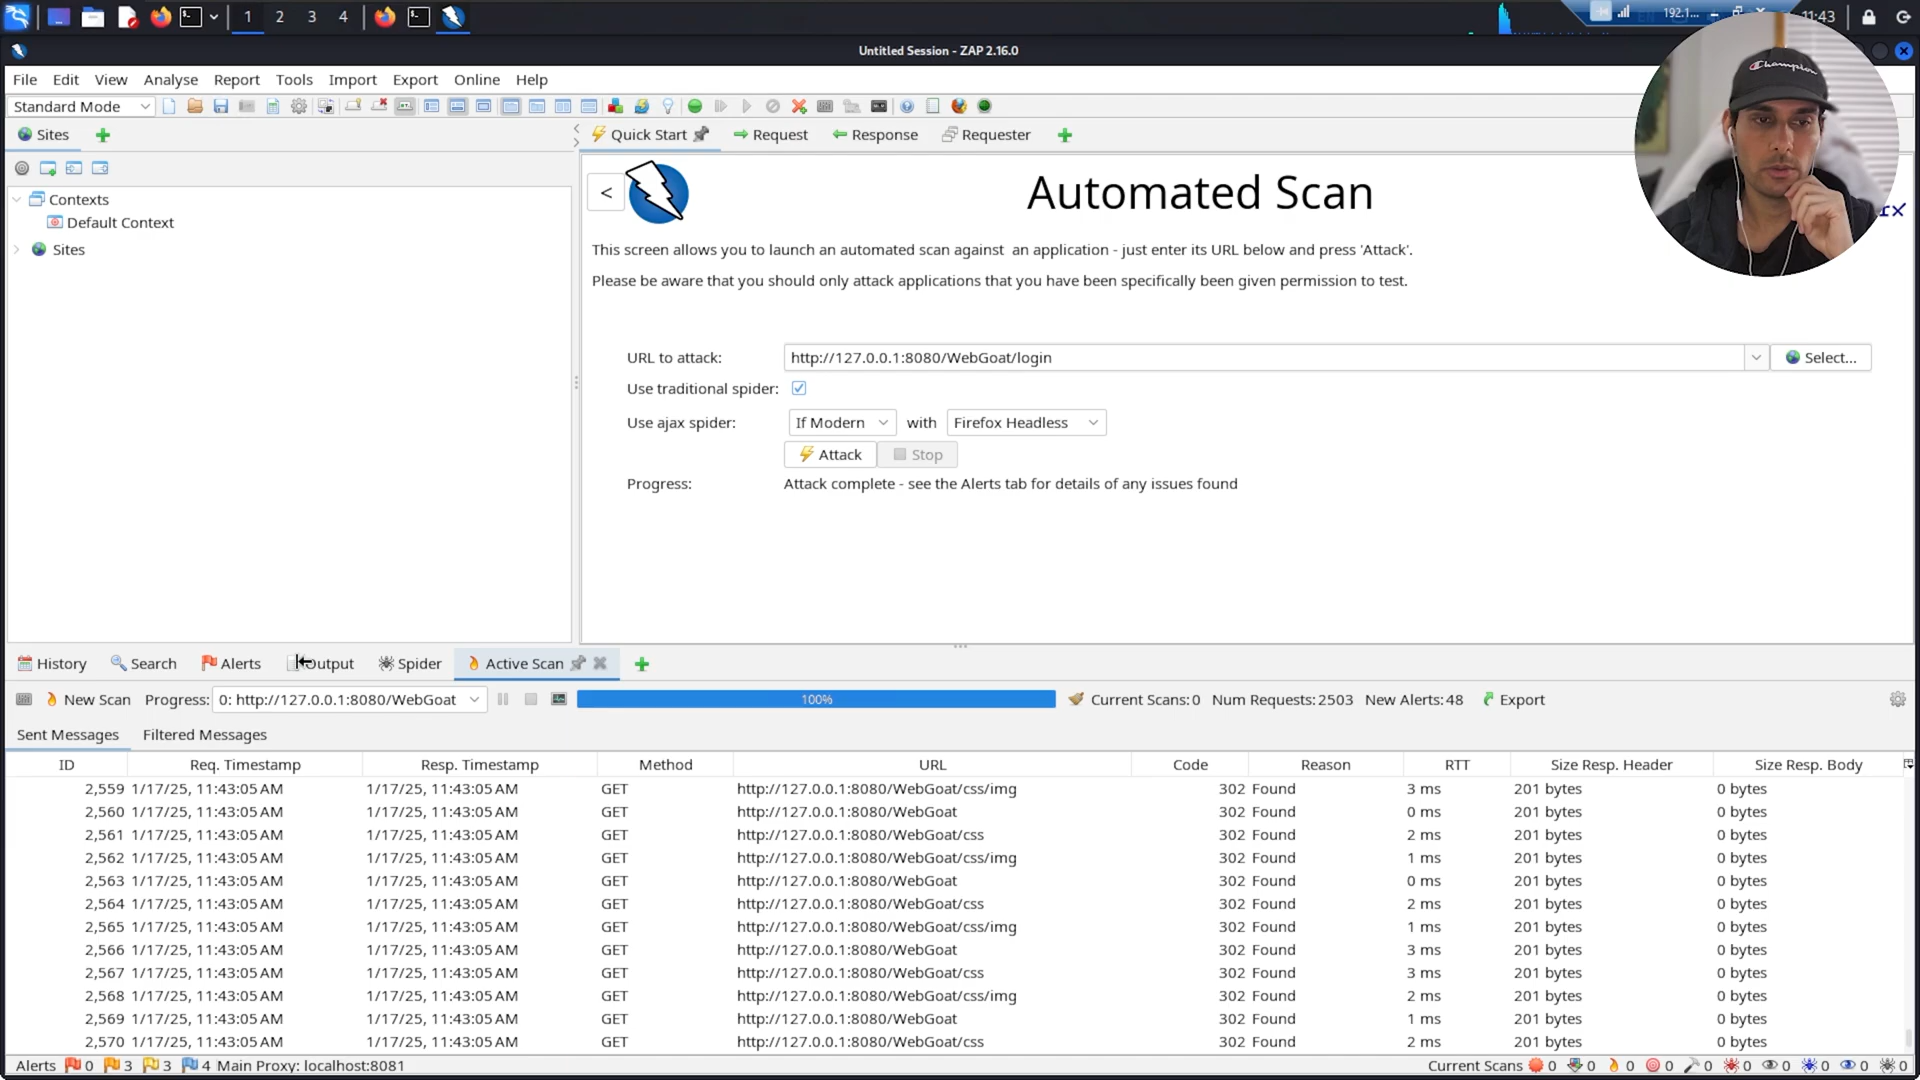 1 2 3 4 192.1... 11:43
Untitled Session - ZAP 2.16.0
File Edit View Analyse Report Tools Import Export Online Help
Standard Mode
Sites
Quick Start Request Response Requester
Contexts
Default Context
Sites
<
Automated Scan
This screen allows you to launch an automated scan against an application - just enter its URL below and press 'Attack'.
Please be aware that you should only attack applications that you have been specifically been given permission to test.
URL to attack: http://127.0.0.1:8080/WebGoat/login Select...
Use traditional spider:
Use ajax spider: If Modern with Firefox Headless
Attack Stop
Progress: Attack complete - see the Alerts tab for details of any issues found
Champion
History Search Alerts Output Spider Active Scan
New Scan Progress: 0: http://127.0.0.1:8080/WebGoat 100% Current Scans:0 Num Requests:2503 New Alerts:48 Export
Sent Messages Filtered Messages
ID Req. Timestamp Resp. Timestamp Method URL Code Reason RTT Size Resp. Header Size Resp. Body
2,559 1/17/25, 11:43:05 AM 1/17/25, 11:43:05 AM GET http://127.0.0.1:8080/WebGoat/css/img 302 Found 3 ms 201 bytes 0 bytes
2,560 1/17/25, 11:43:05 AM 1/17/25, 11:43:05 AM GET http://127.0.0.1:8080/WebGoat 302 Found 0 ms 201 bytes 0 bytes
2,561 1/17/25, 11:43:05 AM 1/17/25, 11:43:05 AM GET http://127.0.0.1:8080/WebGoat/css 302 Found 2 ms 201 bytes 0 bytes
2,562 1/17/25, 11:43:05 AM 1/17/25, 11:43:05 AM GET http://127.0.0.1:8080/WebGoat/css/img 302 Found 1 ms 201 bytes 0 bytes
2,563 1/17/25, 11:43:05 AM 1/17/25, 11:43:05 AM GET http://127.0.0.1:8080/WebGoat 302 Found 0 ms 201 bytes 0 bytes
2,564 1/17/25, 11:43:05 AM 1/17/25, 11:43:05 AM GET http://127.0.0.1:8080/WebGoat/css 302 Found 2 ms 201 bytes 0 bytes
2,565 1/17/25, 11:43:05 AM 1/17/25, 11:43:05 AM GET http://127.0.0.1:8080/WebGoat/css/img 302 Found 1 ms 201 bytes 0 bytes
2,566 1/17/25, 11:43:05 AM 1/17/25, 11:43:05 AM GET http://127.0.0.1:8080/WebGoat 302 Found 3 ms 201 bytes 0 bytes
2,567 1/17/25, 11:43:05 AM 1/17/25, 11:43:05 AM GET http://127.0.0.1:8080/WebGoat/css 302 Found 3 ms 201 bytes 0 bytes
2,568 1/17/25, 11:43:05 AM 1/17/25, 11:43:05 AM GET http://127.0.0.1:8080/WebGoat/css/img 302 Found 2 ms 201 bytes 0 bytes
2,569 1/17/25, 11:43:05 AM 1/17/25, 11:43:05 AM GET http://127.0.0.1:8080/WebGoat 302 Found 1 ms 201 bytes 0 bytes
2,570 1/17/25, 11:43:05 AM 1/17/25, 11:43:05 AM GET http://127.0.0.1:8080/WebGoat/css 302 Found 2 ms 201 bytes 0 bytes
Alerts 0 3 3 4 Main Proxy: localhost:8081 Current Scans 0 0 0 0 0 0 0 0 0 0